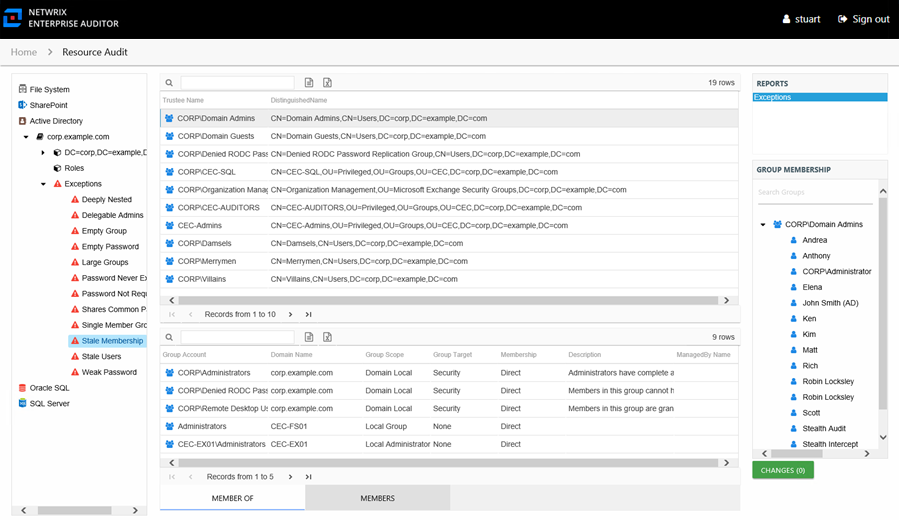 NETWRIX
ENTERPRISE AUDITOR
stuart
Sign out
Home > Resource Audit
File System
SharePoint
Active Directory
corp.example.com
DC=corp,DC=example,D
Roles
Exceptions
Deeply Nested
Delegable Admins
Empty Group
Empty Password
Large Groups
Password Never Ex
Password Not Requ
Shares Common P
Single Member Gro
Stale Membership
Stale Users
Weak Password
Oracle SQL
SQL Server
19 rows
Trustee Name DistinguishedName
CORP\Domain Admins CN=Domain Admins,CN=Users,DC=corp,DC=example,DC=com
CORP\Domain Guests CN=Domain Guests,CN=Users,DC=corp,DC=example,DC=com
CORP\Denied RODC Pass CN=Denied RODC Password Replication Group,CN=Users,DC=corp,DC=example,DC=com
CORP\CEC-SQL CN=CEC-SQL,OU=Privileged,OU=Groups,OU=CEC,DC=corp,DC=example,DC=com
CORP\Organization Manag CN=Organization Management,OU=Microsoft Exchange Security Groups,DC=corp,DC=example,DC=com
CORP\CEC-AUDITORS CN=CEC-AUDITORS,OU=Privileged,OU=Groups,OU=CEC,DC=corp,DC=example,DC=com
CEC-Admins CN=CEC-Admins,OU=Privileged,OU=Groups,OU=CEC,DC=corp,DC=example,DC=com
CORP\Damsels CN=Damsels,CN=Users,DC=corp,DC=example,DC=com
CORP\Merrymen CN=Merrymen,CN=Users,DC=corp,DC=example,DC=com
CORP\Villains CN=Villains,CN=Users,DC=corp,DC=example,DC=com
Records from 1 to 10
9 rows
Group Account Domain Name Group Scope Group Target Membership Description ManagedBy Name
CORP\Administrators corp.example.com Domain Local Security Direct Administrators have complete a
CORP\Denied RODC Pass corp.example.com Domain Local Security Direct Members in this group cannot h
CORP\Remote Desktop Us corp.example.com Domain Local Security Direct Members in this group are gran
Administrators CEC-FS01 Local Group None Direct
CEC-EX01\Administrators CEC-EX01 Local Administrator None Direct
Records from 1 to 5
MEMBER OF MEMBERS
REPORTS
Exceptions
GROUP MEMBERSHIP
Search Groups
CORP\Domain Admins
Andrea
Anthony
CORP\Administrator
Elena
John Smith (AD)
Ken
Kim
Matt
Rich
Robin Locksley
Robin Locksley
Scott
Stealth Audit
Stealth Intercept
CHANGES (0)